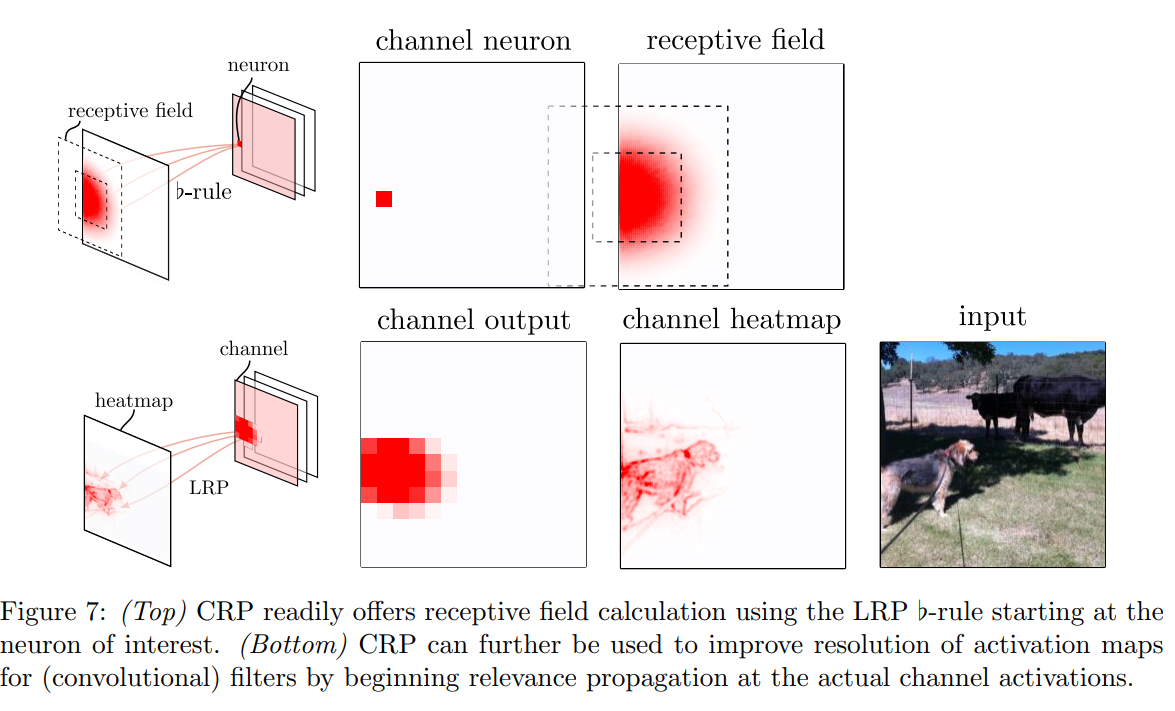 channel neuron
receptive field
neuron
receptive field
♭-rule
channel output
channel heatmap
input
channel
heatmap
LRP
Figure 7: (Top) CRP readily offers receptive field calculation using the LRP ♭-rule starting at the
neuron of interest. (Bottom) CRP can further be used to improve resolution of activation maps
for (convolutional) filters by beginning relevance propagation at the actual channel activations.